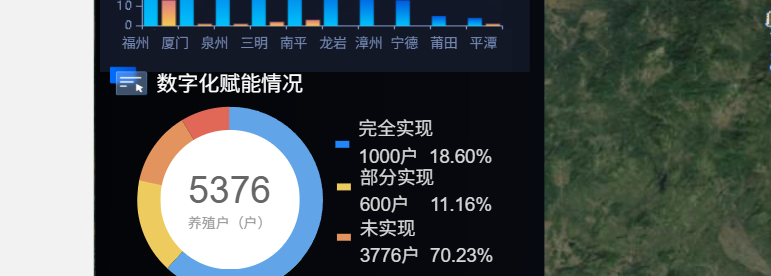 10
0
福州 厦门 泉州 三明 南平 龙岩 漳州 宁德 莆田 平潭
数字化赋能情况
5376
养殖户（户）
完全实现
1000户 18.60%
部分实现
600户 11.16%
未实现
3776户 70.23%